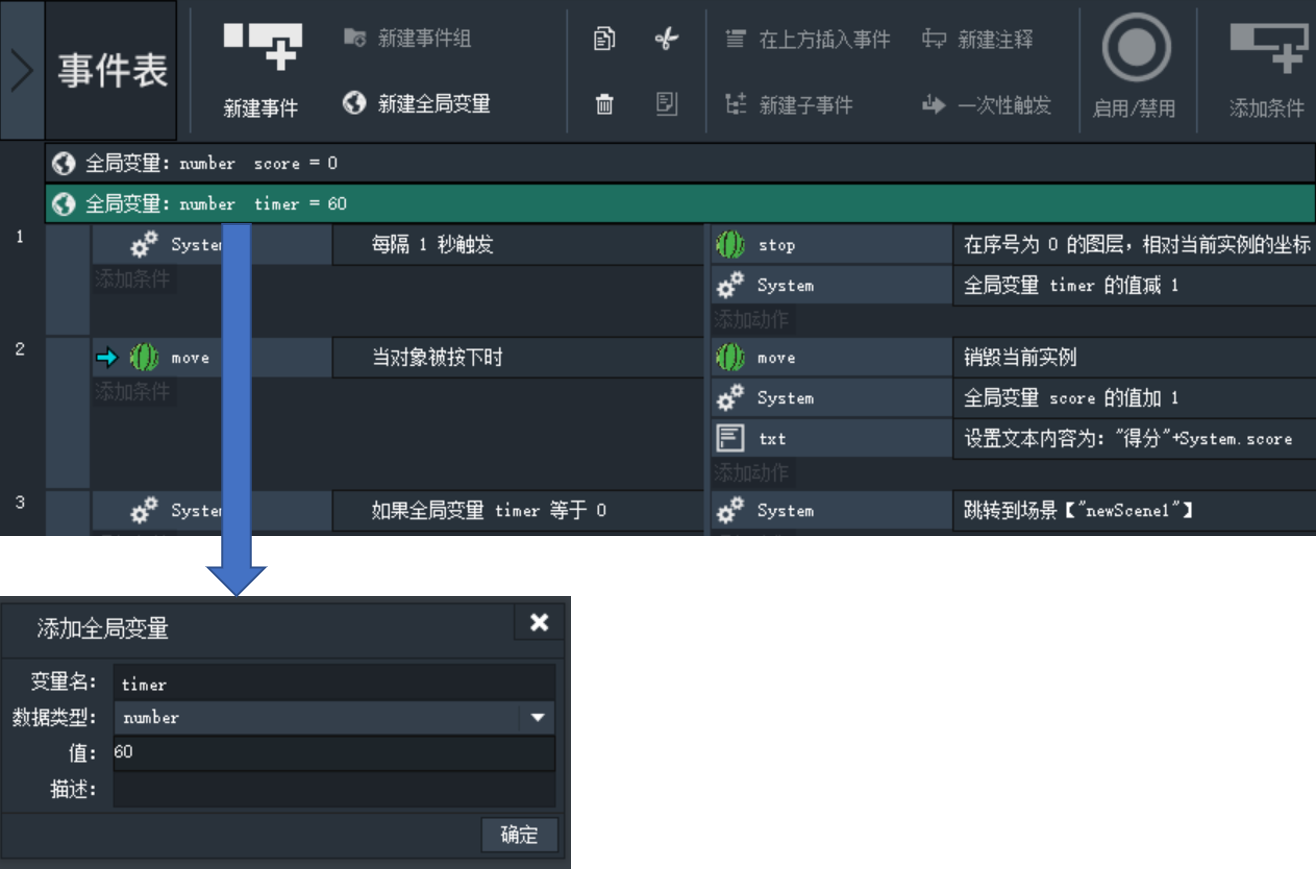 事件表
新建事件
新建事件组
新建全局变量
在上方插入事件
新建注释
新建子事件
一次性触发
启用/禁用
添加条件
全局变量: number score = 0
全局变量: number timer = 60
1
System
每隔 1 秒触发
stop
在序号为 0 的图层，相对当前实例的坐标
添加条件
System
全局变量 timer 的值减 1
添加动作
2
move
当对象被按下时
move
销毁当前实例
添加条件
System
全局变量 score 的值加 1
txt
设置文本内容为: "得分"+System.score
添加动作
3
System
如果全局变量 timer 等于 0
System
跳转到场景【"newScene1"】
添加全局变量
变量名: timer
数据类型: number
值: 60
描述:
确定